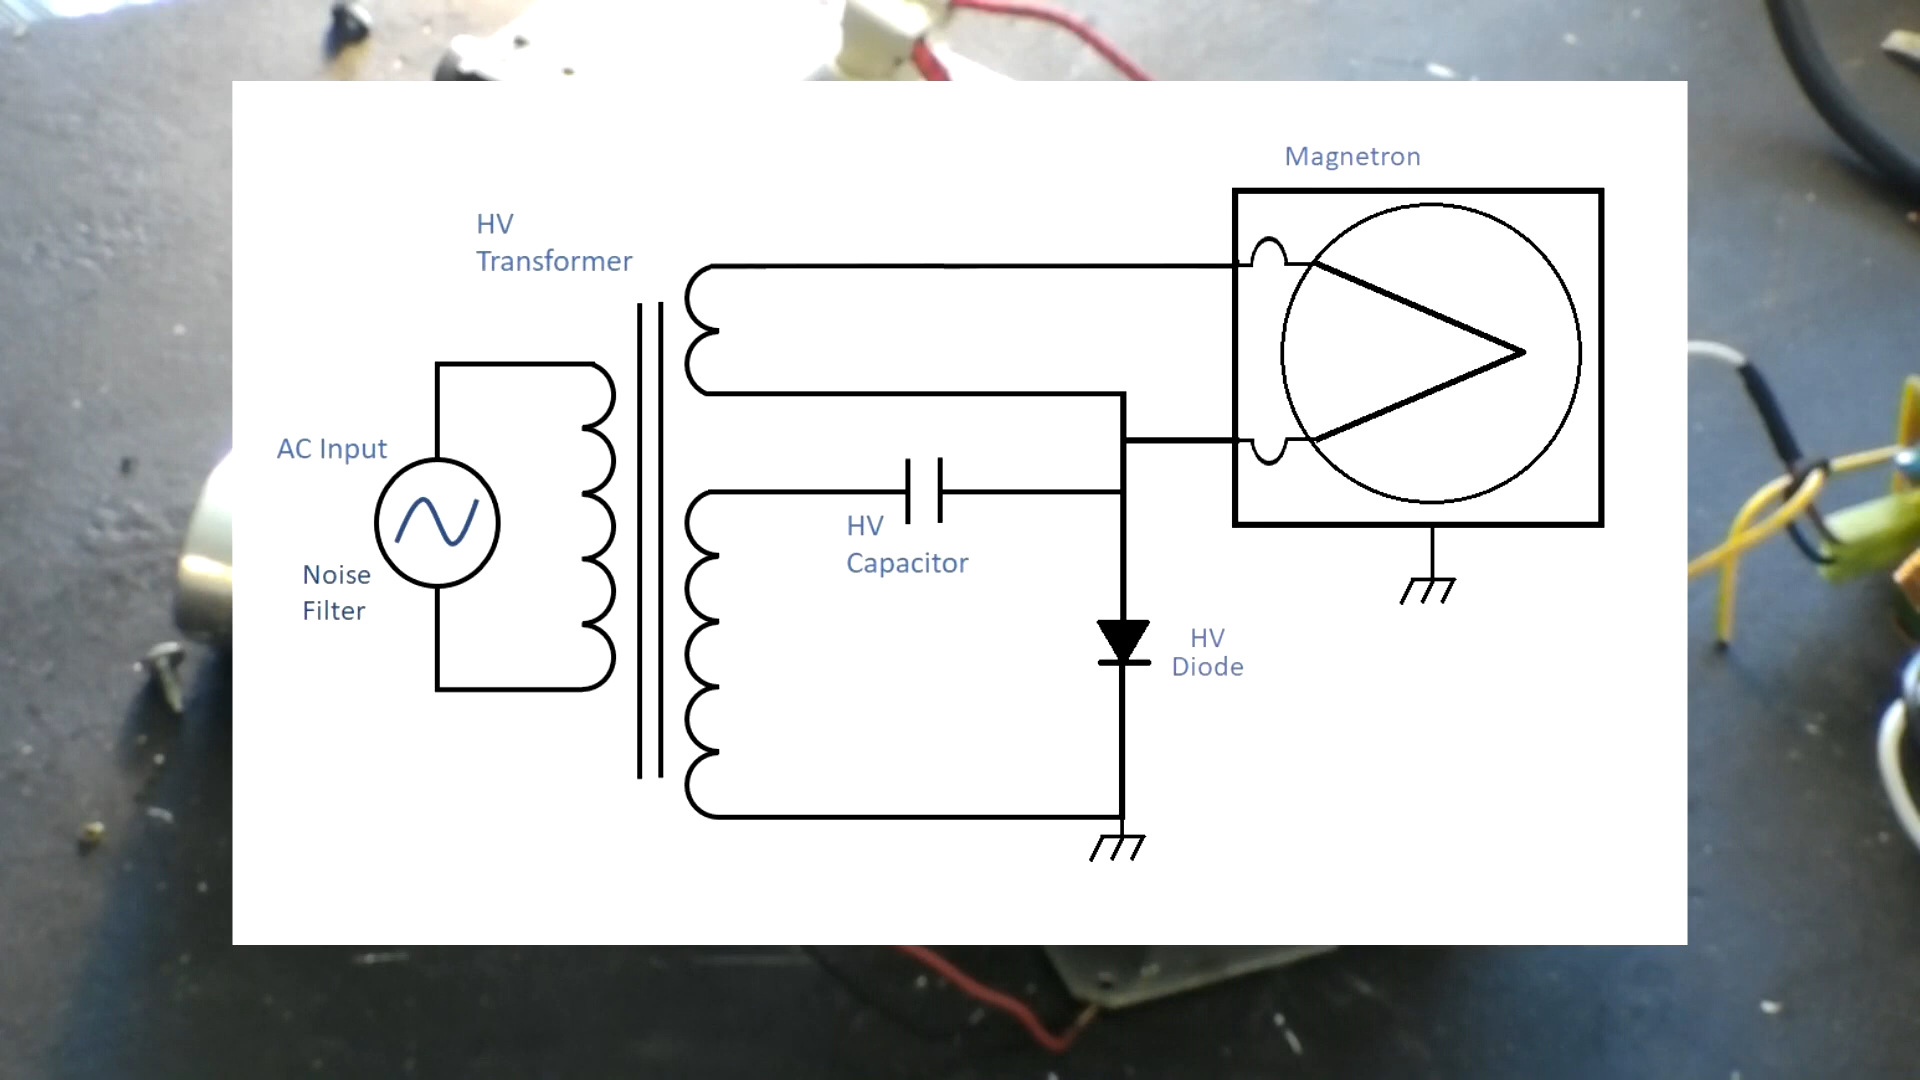 Magnetron
HV
Transformer
AC Input
Noise
Filter
HV
Capacitor
HV
Diode